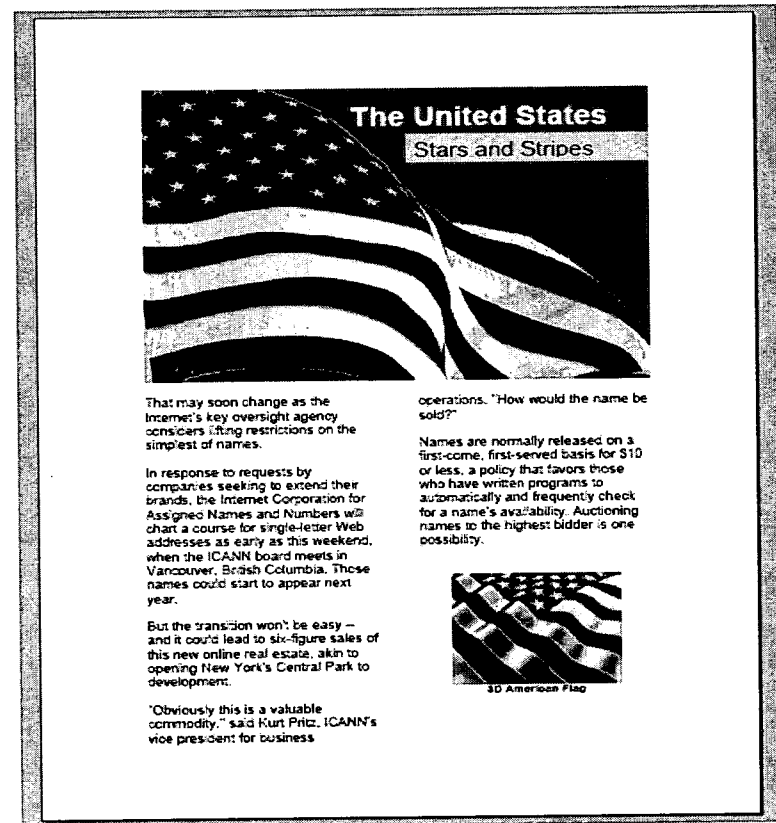 The United States
Stars and Stripes
That may soon change as the
Internet's key oversight agency
considers lifting restrictions on the
simplest of names.
In response to requests by
companies seeking to extend their
brands, the Internet Corporation for
Assigned Names and Numbers will
chart a course for single-letter Web
addresses as early as this weekend,
when the ICANN board meets in
Vancouver, British Columbia. Those
names could start to appear next
year.
But the transition won't be easy —
and it could lead to six-figure sales of
this new online real estate, akin to
opening New York's Central Park to
development.
"Obviously this is a valuable
commodity," said Kurt Pritz, ICANN's
vice president for business
operations. "How would the name be
sold?"
Names are normally released on a
first-come, first-served basis for $10
or less, a policy that favors those
who have written programs to
automatically and frequently check
for a name's availability. Auctioning
names to the highest bidder is one
possibility.
3D American Flag